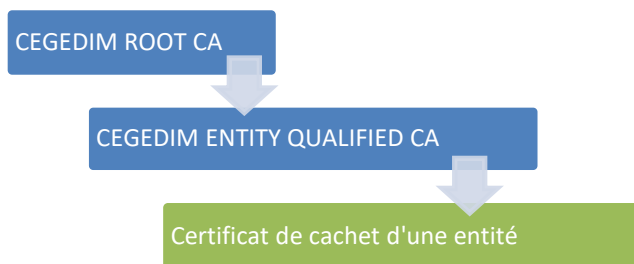 CEGEDIM ROOT CA
CEGEDIM ENTITY QUALIFIED CA
Certificat de cachet d'une entité